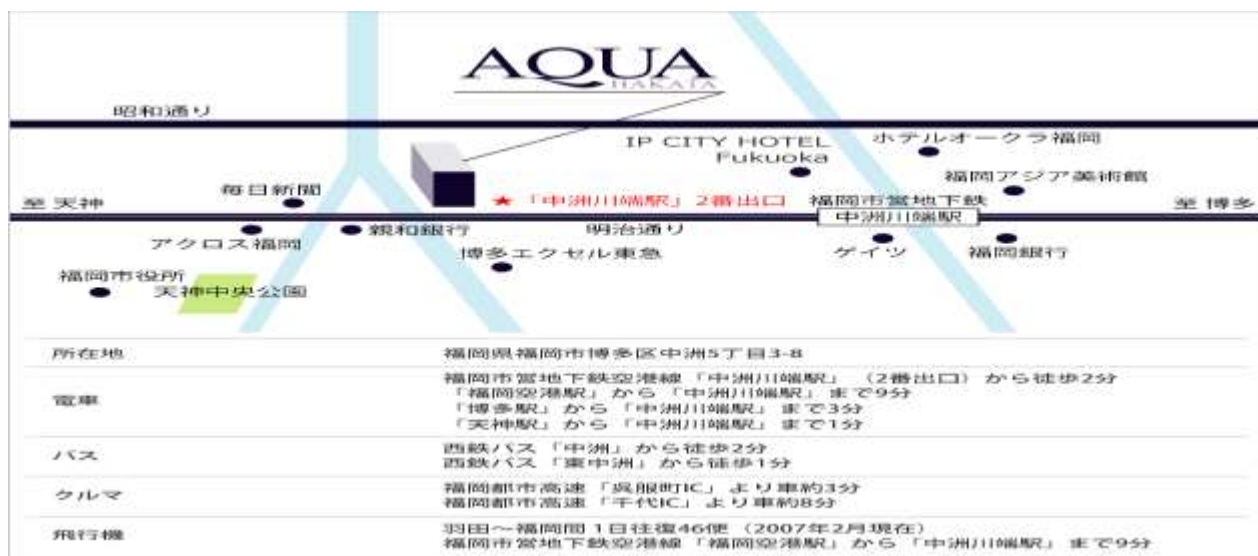 AQUA
HAKATA
昭和通り
IP CITY HOTEL
Fukuoka
ホテルオークラ福岡
福岡アジア美術館
毎日新聞
至 天神
★「中洲川端駅」2番出口
福岡市営地下鉄
中洲川端駅
至 博多
アクロス福岡
親和銀行
明治通り
博多エクセル東急
ゲイツ
福岡銀行
福岡市役所
天神中央公園
所在地
福岡県福岡市博多区中洲5丁目3-8
電車
福岡市営地下鉄空港線「中洲川端駅」(2番出口)から徒歩2分
「福岡空港駅」から「中洲川端駅」まで9分
「博多駅」から「中洲川端駅」まで3分
「天神駅」から「中洲川端駅」まで1分
バス
西鉄バス「中洲」から徒歩2分
西鉄バス「東中洲」から徒歩1分
クルマ
福岡都市高速「呉服町IC」より車約3分
福岡都市高速「千代IC」より車約8分
飛行機
羽田~福岡間 1日往復46便 (2007年2月現在)
福岡市営地下鉄空港線「福岡空港駅」から「中洲川端駅」まで9分